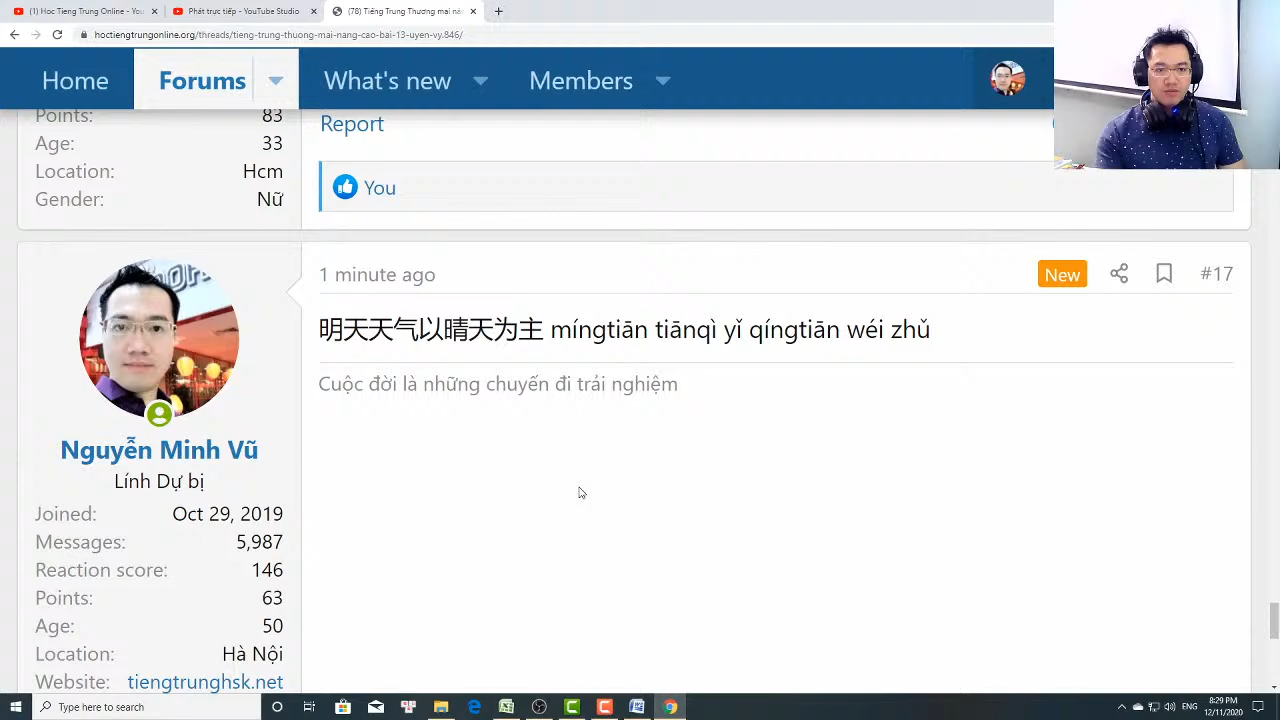 (1) Hoc Tieng Trung Online - You
Phát trực tiếp - YouTube Studio
(78) Tiếng Trung Thương mại nâ
hoctiengtrungonline.org/threads/tieng-trung-thuong-mai-nang-cao-bai-13-uyen-vy.846/
Home
Forums
What's new
Members
Points: 83
Age: 33
Location: Hcm
Gender: Nữ
Report
You
1 minute ago
New
#17
明天天气以晴天为主 míngtiān tiānqì yǐ qíngtiān wéi zhǔ
Cuộc đời là những chuyến đi trải nghiệm
Nguyễn Minh Vũ
Lính Dự bị
Joined: Oct 29, 2019
Messages: 5,987
Reaction score: 146
Points: 63
Age: 50
Location: Hà Nội
Website: tiengtrunghsk.net
Type here to search
ENG
8:29 PM
12/11/2020